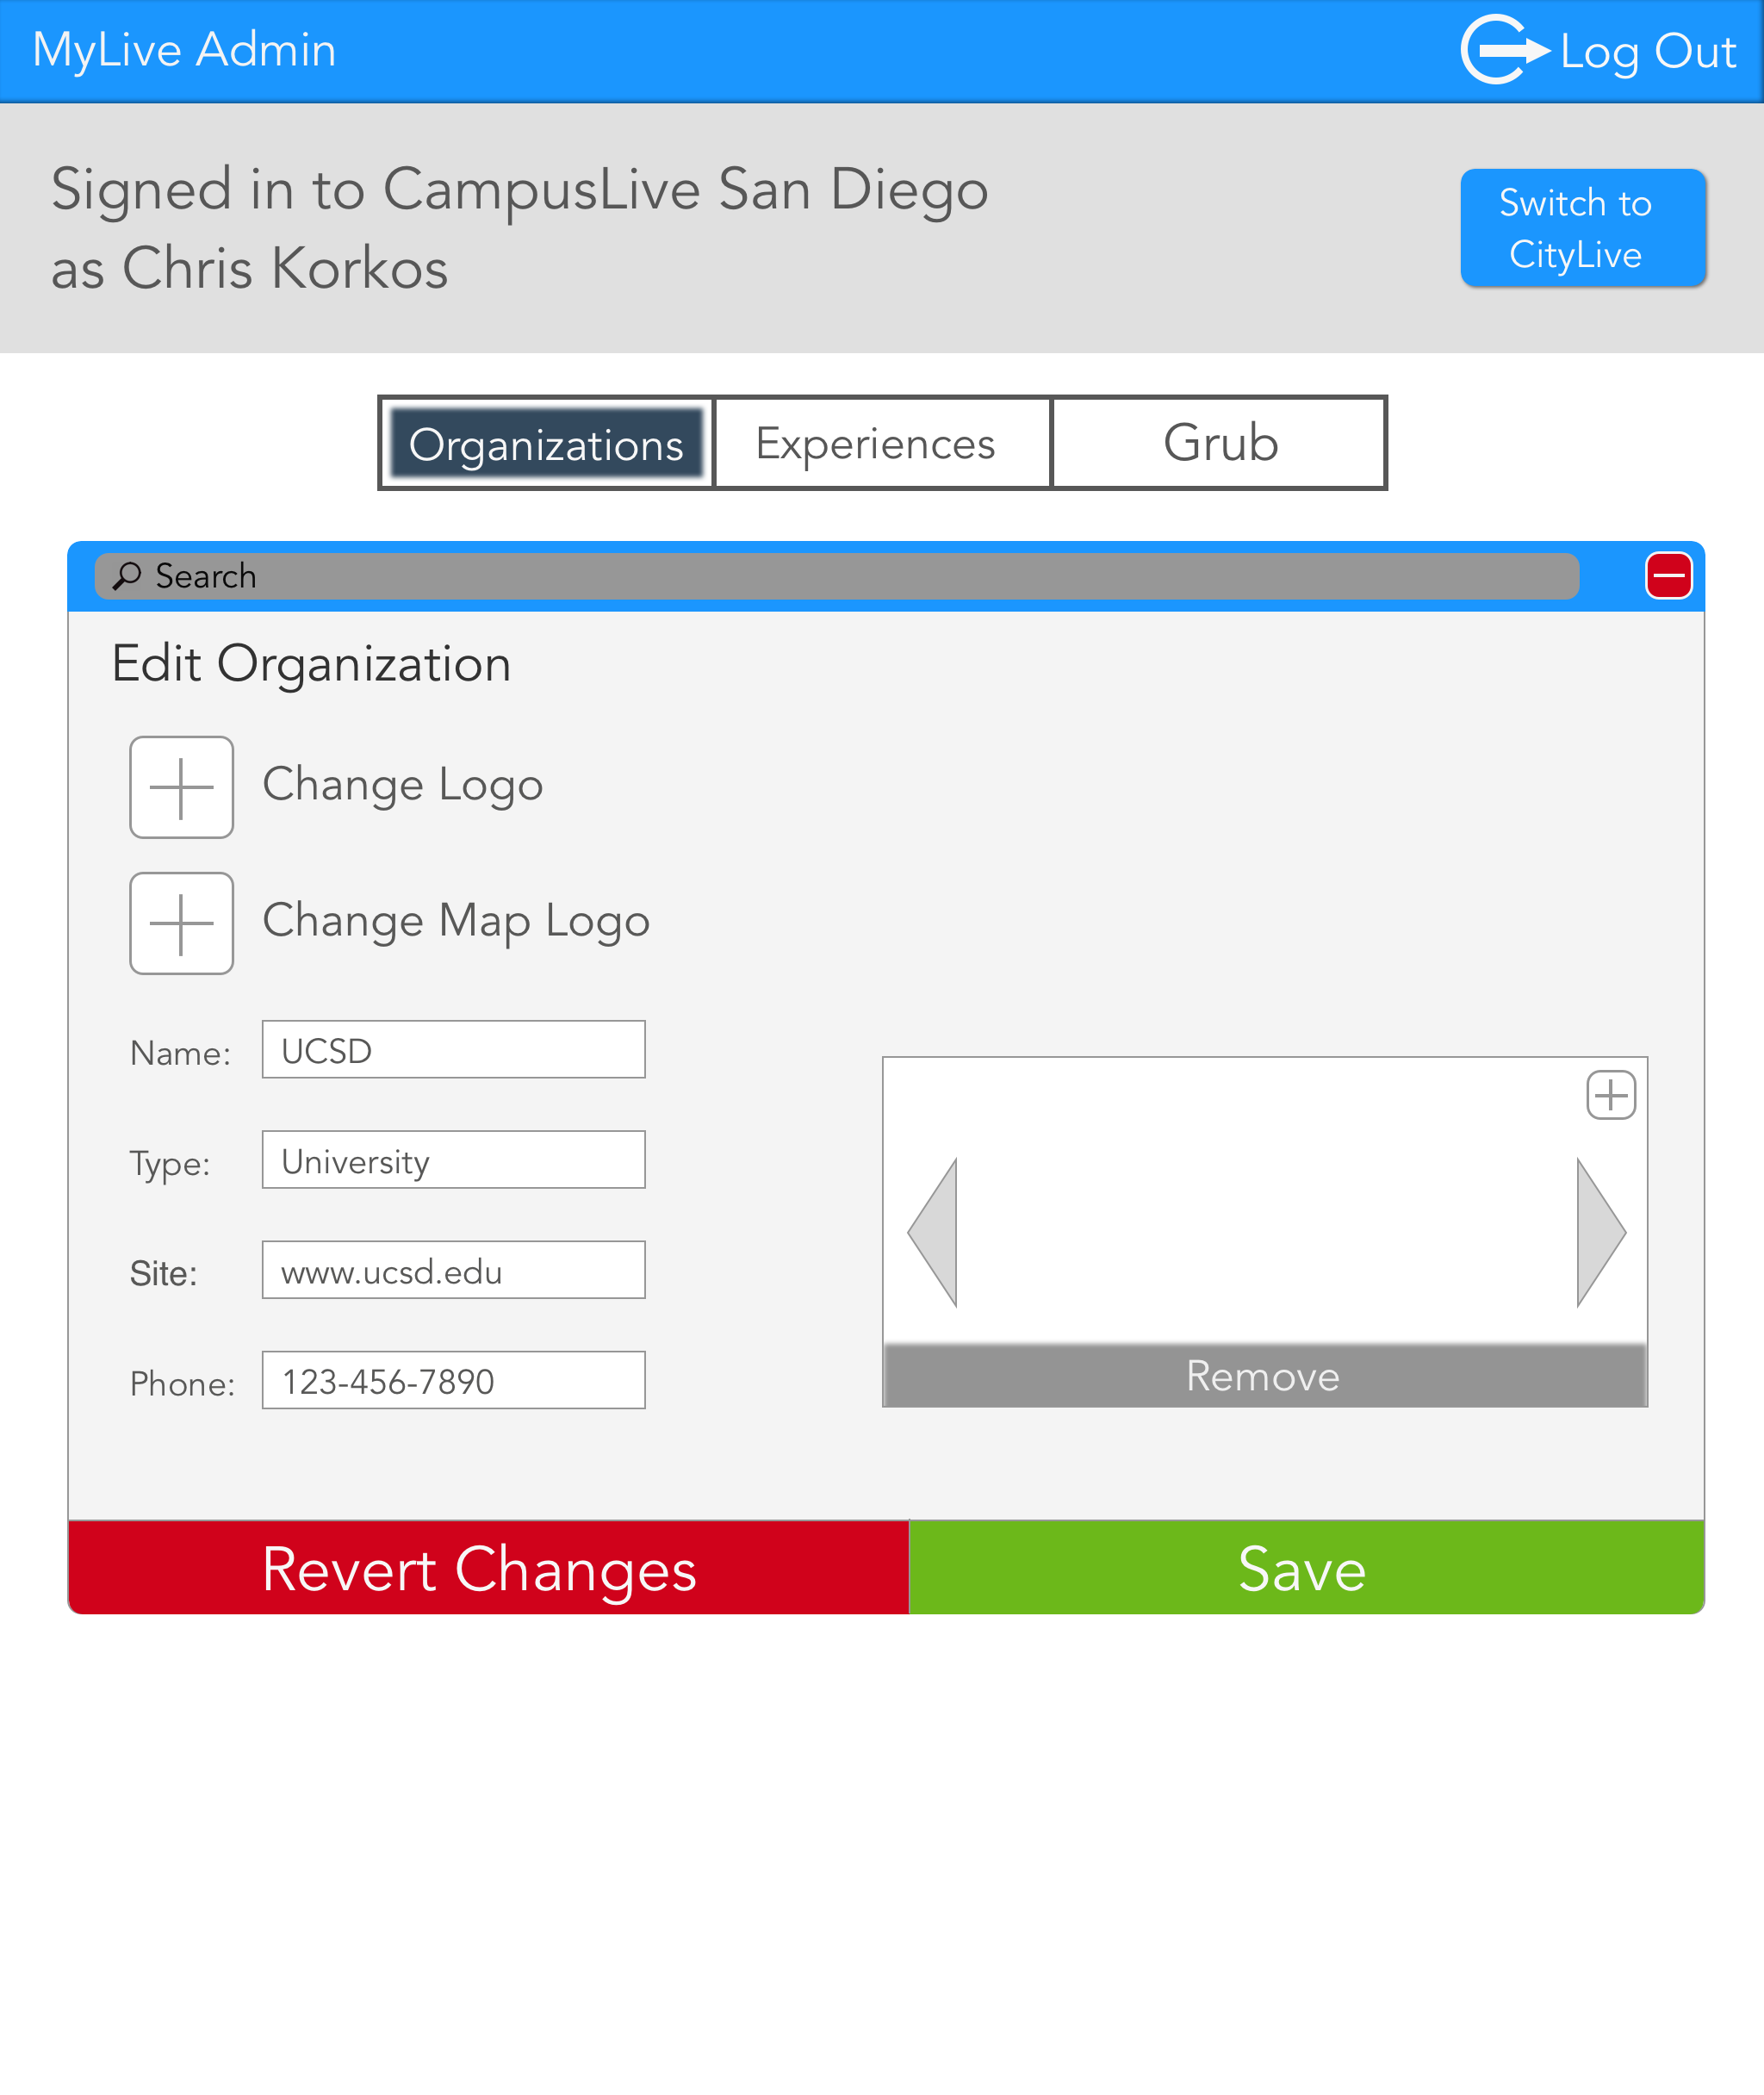 MyLive Admin
Log Out
Signed in to CampusLive San Diego
as Chris Korkos
Switch to
CityLive
Organizations
Experiences
Grub
Search
Edit Organization
Change Logo
Change Map Logo
Name: UCSD
Type: University
Site: www.ucsd.edu
Phone: 123-456-7890
Remove
Revert Changes
Save